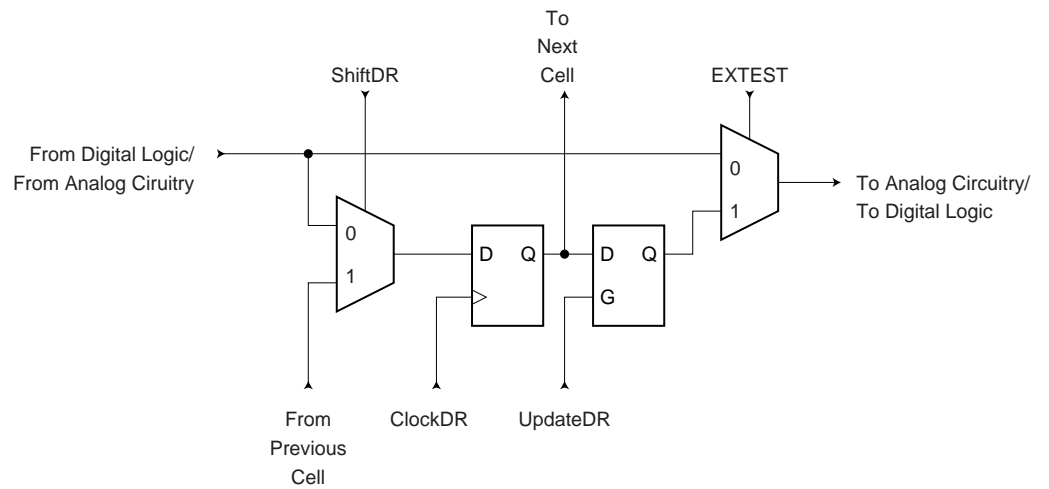 To
Next
Cell
ShiftDR
EXTEST
From Digital Logic/
From Analog Ciruitry
0
1
To Analog Circuitry/
To Digital Logic
0
1
D Q
D Q
G
From
Previous
Cell
ClockDR
UpdateDR